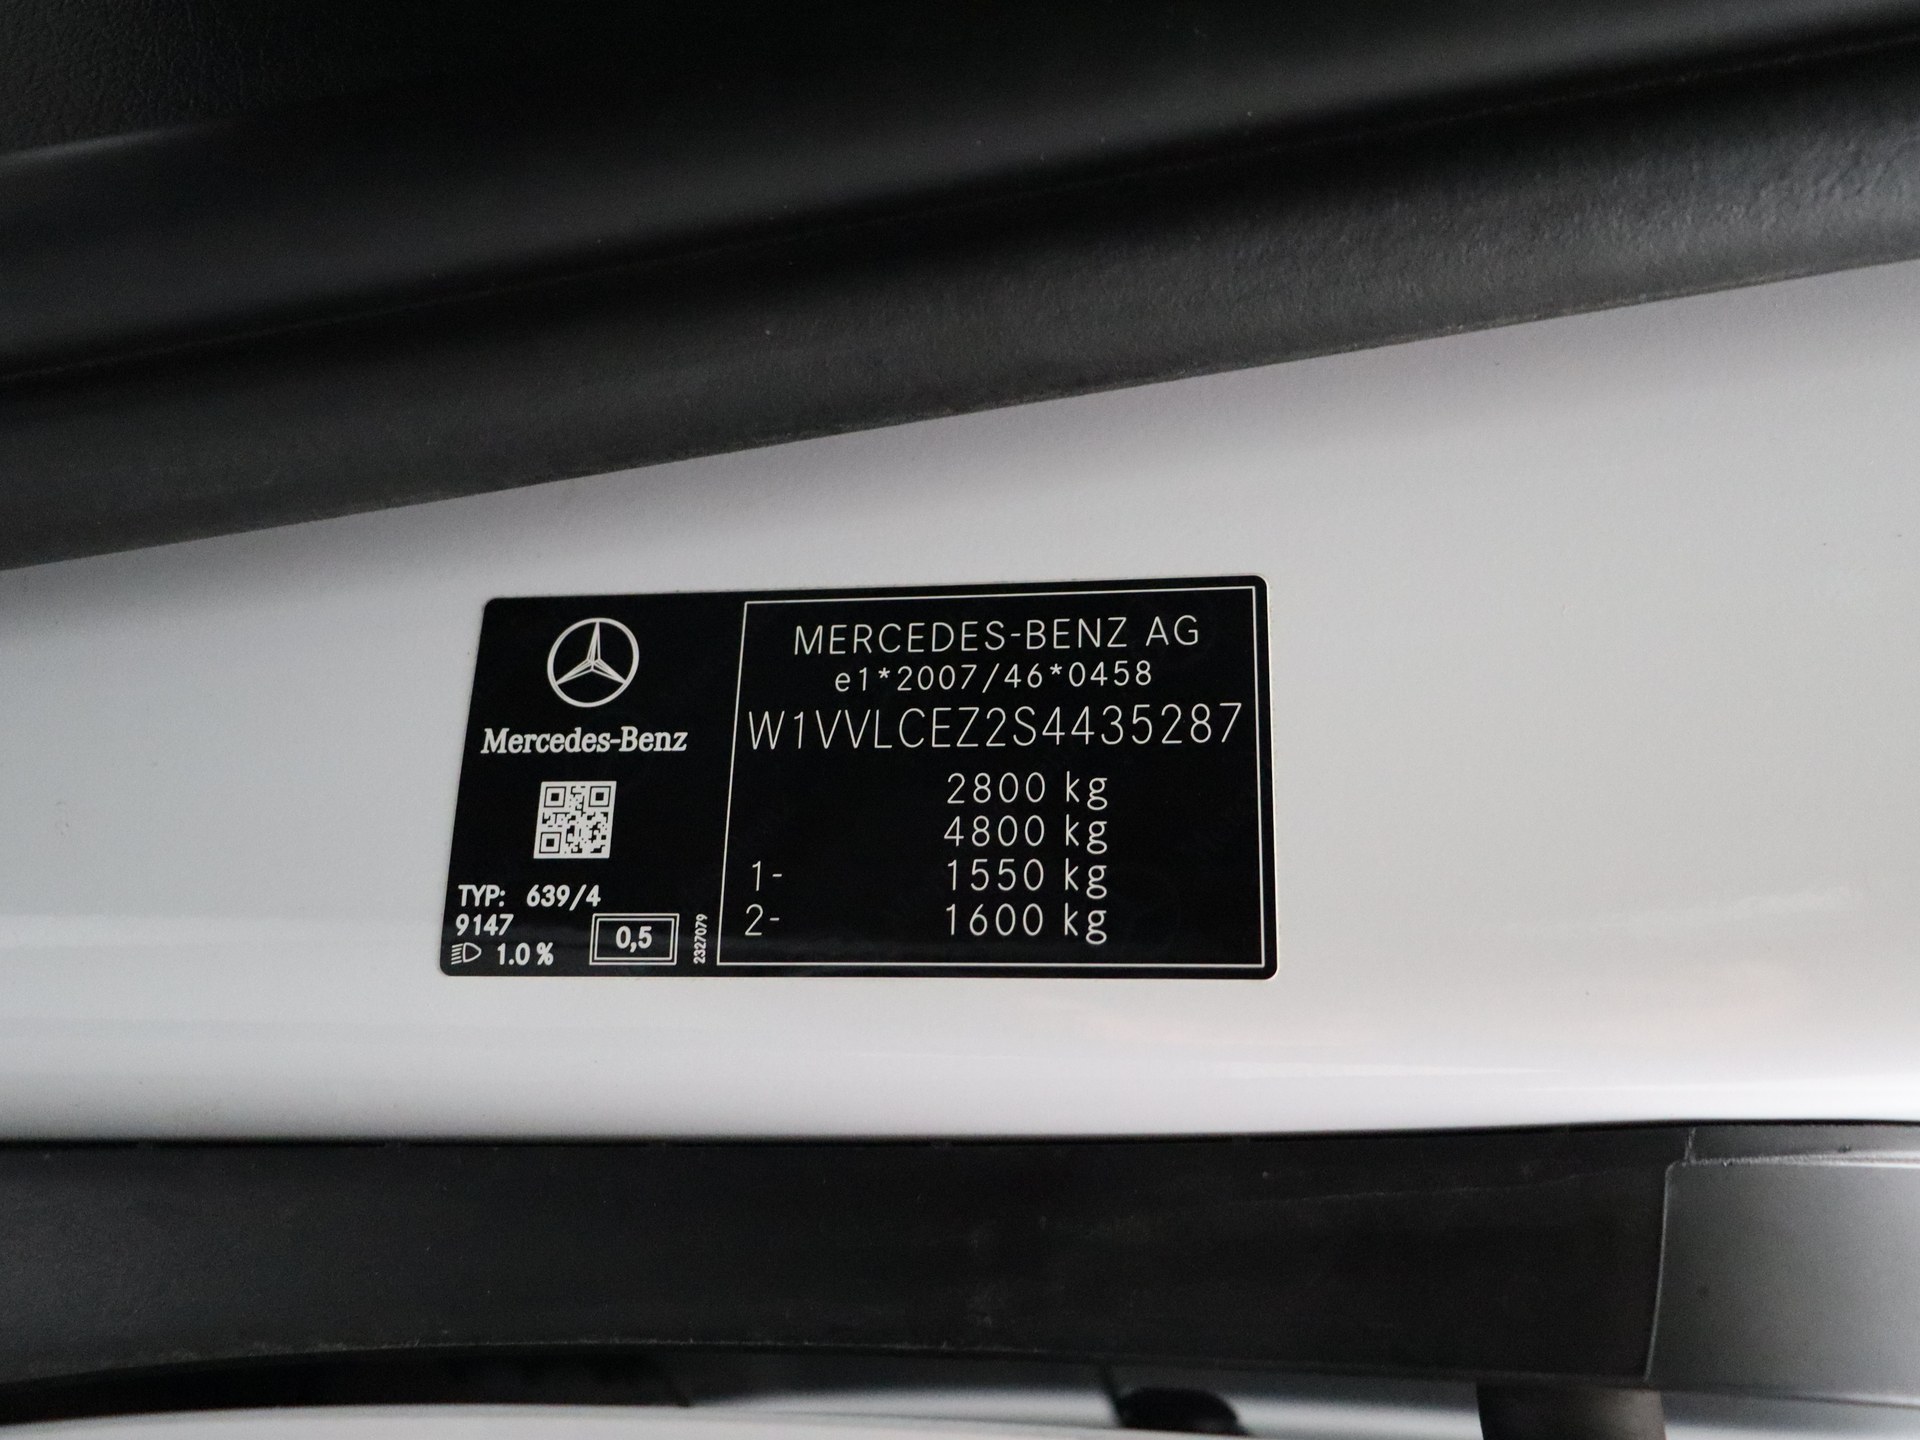 Mercedes-Benz
TYP: 639/4
9147
1.0 %
0,5
2327079
MERCEDES-BENZ AG
e1*2007/46*0458
W1VVLCEZ2S4435287
2800 kg
4800 kg
1- 1550 kg
2- 1600 kg